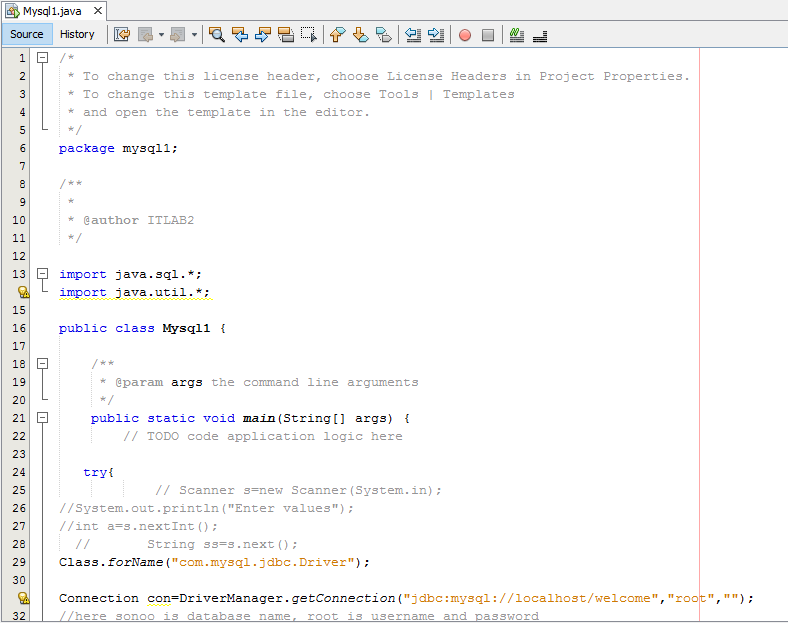 Mysql1.java
Source History
1 /*
2 * To change this license header, choose License Headers in Project Properties.
3 * To change this template file, choose Tools | Templates
4 * and open the template in the editor.
5 */
6 package mysql1;
7
8 /**
9 *
10 * @author ITLAB2
11 */
12
13 import java.sql.*;
import java.util.*;
15
16 public class Mysql1 {
17
18 /**
19 * @param args the command line arguments
20 */
21 public static void main(String[] args) {
22 // TODO code application logic here
23
24 try{
25 // Scanner s=new Scanner(System.in);
26 //System.out.println("Enter values");
27 //int a=s.nextInt();
28 // String ss=s.next();
29 Class.forName("com.mysql.jdbc.Driver");
30
Connection con=DriverManager.getConnection("jdbc:mysql://localhost/welcome","root","");
32 //here sonoo is database name, root is username and password